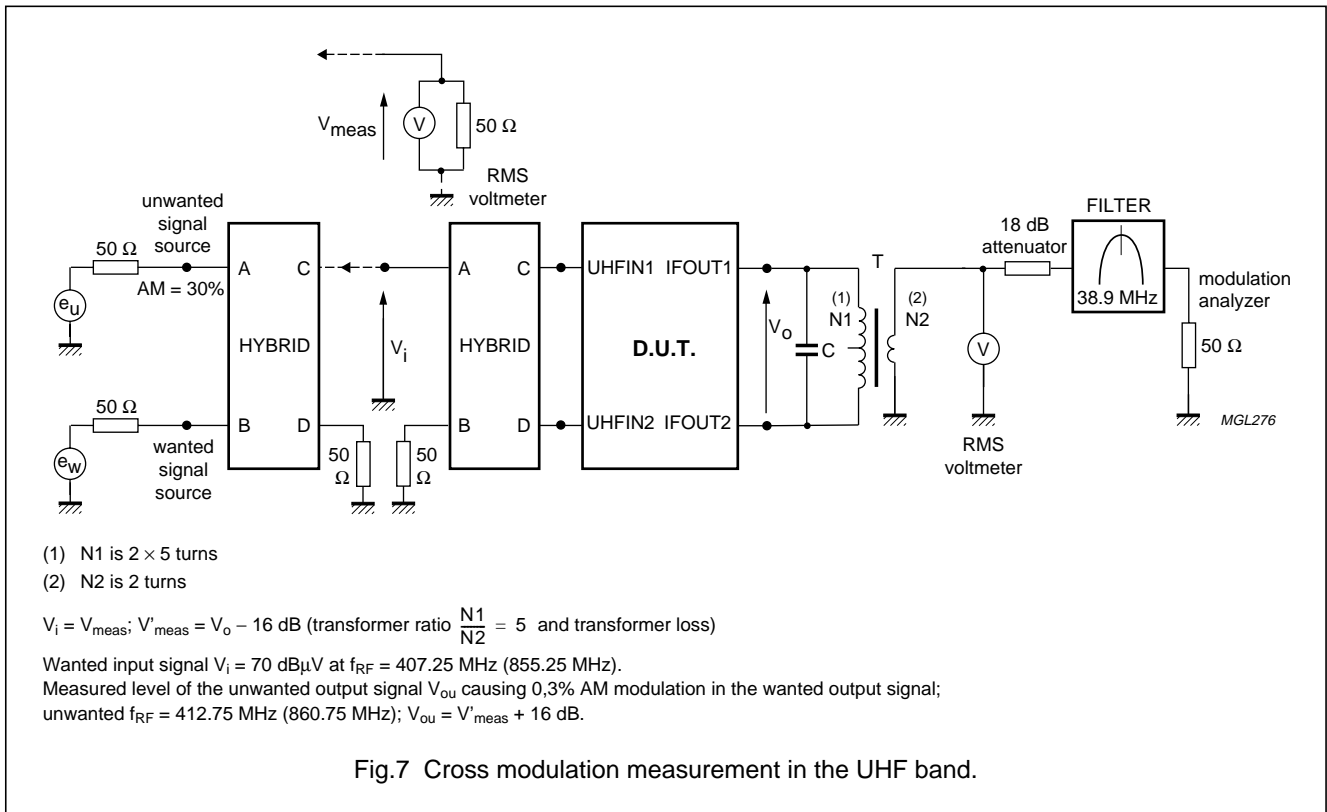 V
50 Ω
Vmeas
RMS
voltmeter
unwanted
signal
source
50 Ω
AM = 30%
eu
A
C
HYBRID
B
D
Vi
50 Ω
ew
wanted
signal
source
50
Ω
50
Ω
A
C
HYBRID
B
D
UHFIN1
IFOUT1
D.U.T.
UHFIN2
IFOUT2
Vo
C
(1)
N1
T
(2)
N2
V
RMS
voltmeter
18 dB
attenuator
FILTER
38.9 MHz
modulation
analyzer
50 Ω
MGL276
(1) N1 is 2 × 5 turns
(2) N2 is 2 turns
Vi = Vmeas; V'meas = Vo – 16 dB (transformer ratio N1/N2 = 5 and transformer loss)
Wanted input signal Vi = 70 dBµV at fRF = 407.25 MHz (855.25 MHz).
Measured level of the unwanted output signal Vou causing 0,3% AM modulation in the wanted output signal;
unwanted fRF = 412.75 MHz (860.75 MHz); Vou = V'meas + 16 dB.
Fig.7 Cross modulation measurement in the UHF band.